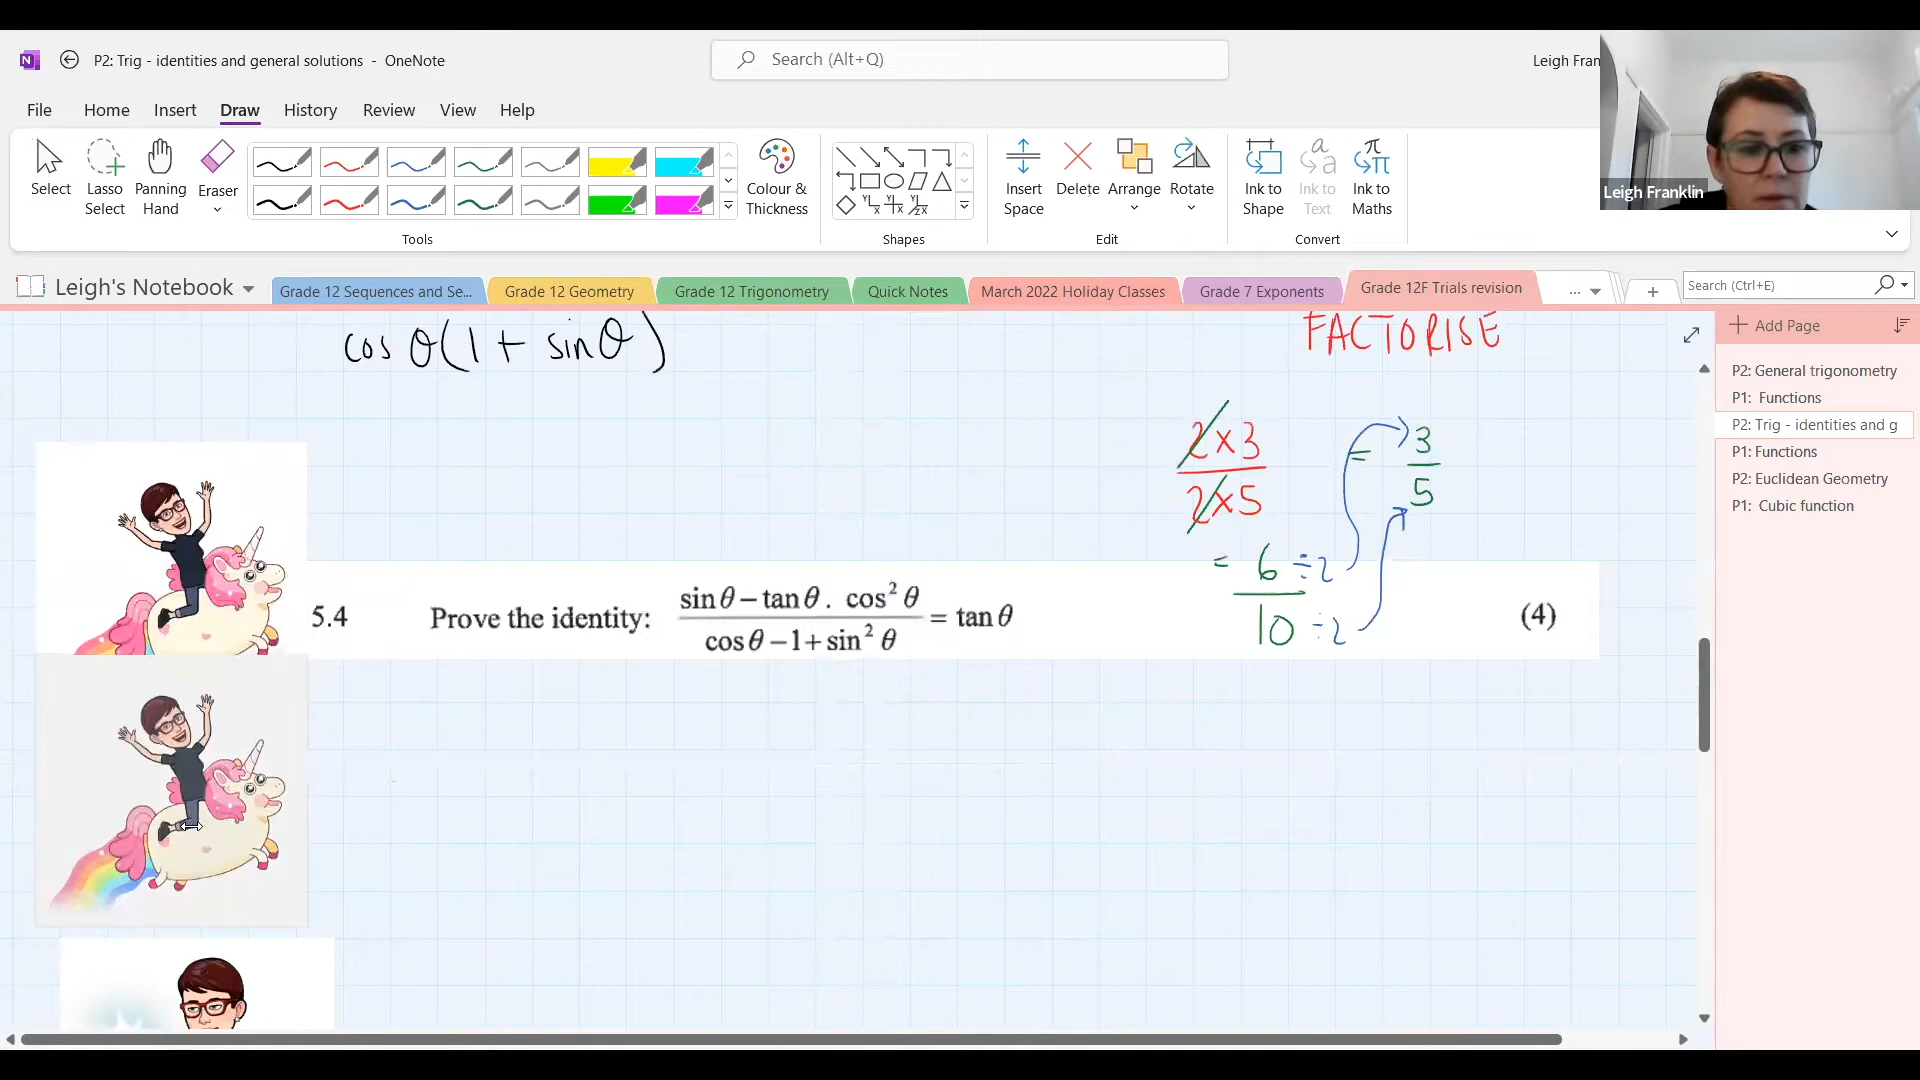 P2: Trig - identities and general solutions - OneNote
Search (Alt+Q)
Leigh Fran
File Home Insert Draw History Review View Help
Select
Lasso Select
Panning Hand
Eraser
Colour & Thickness
Insert Space
Delete
Arrange
Rotate
Ink to Shape
Ink to Text
Ink to Maths
Tools
Shapes
Edit
Convert
Leigh Franklin
Leigh's Notebook
Grade 12 Sequences and Se...
Grade 12 Geometry
Grade 12 Trigonometry
Quick Notes
March 2022 Holiday Classes
Grade 7 Exponents
Grade 12F Trials revision
...
Search (Ctrl+E)
Add Page
P2: General trigonometry
P1: Functions
P2: Trig - identities and g
P1: Functions
P2: Euclidean Geometry
P1: Cubic function
cos θ(1 + sin θ)
FACTORISE
2 x 3
2 x 5
= 3
5
= 6 ÷2
10 ÷2
5.4 Prove the identity: (sin θ − tan θ . cos² θ)/(cos θ − 1 + sin² θ) = tan θ (4)